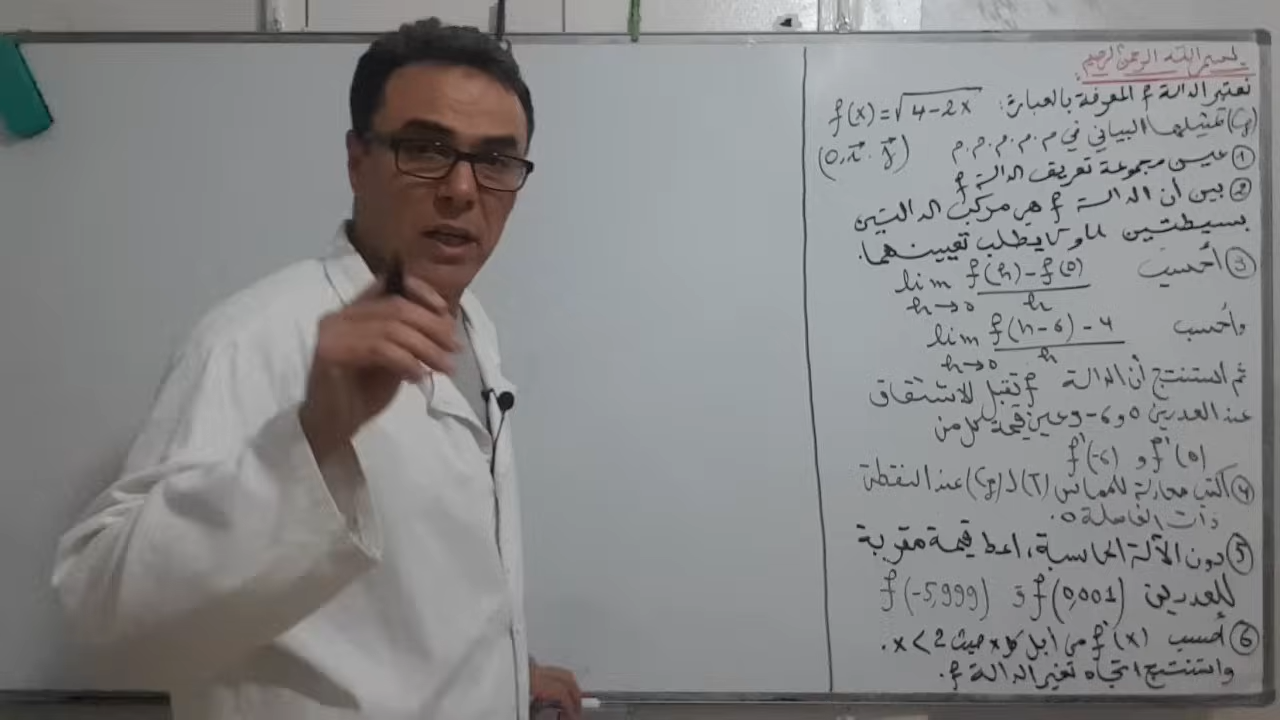 بسم الله الرحمن الرحيم
نعتبر الدالة f المعرفة بالعبارة: f(x) = √(4-2x)
(Cf) تمثيلها البياني في م.م.م.م (O, i, j)
① عين مجموعة تعريف الدالة f
② بين أن الدالة f هي مركب الدالتين
بسيطتين u و v يطلب تعيينهما.
③ أحسب lim h→0 (f(h)-f(0))/h
وأحسب lim h→0 (f(h-6)-4)/h
ثم استنتج أن الدالة f تقبل الاشتقاق
عند العددين 0 و 6- وعين قيمة كل من
f'(0) و f'(-6)
④ أكتب معادلة للمماس (T) لـ (Cf) عند النقطة
ذات الفاصلة 0.
⑤ دون الآلة الحاسبة، اعط قيمة مقربة
للعددين f(0,001) و f(-5,999)
⑥ أحسب f'(x) من أجل كل x حيث x < 2.
واستنتج اتجاه تغير الدالة f.